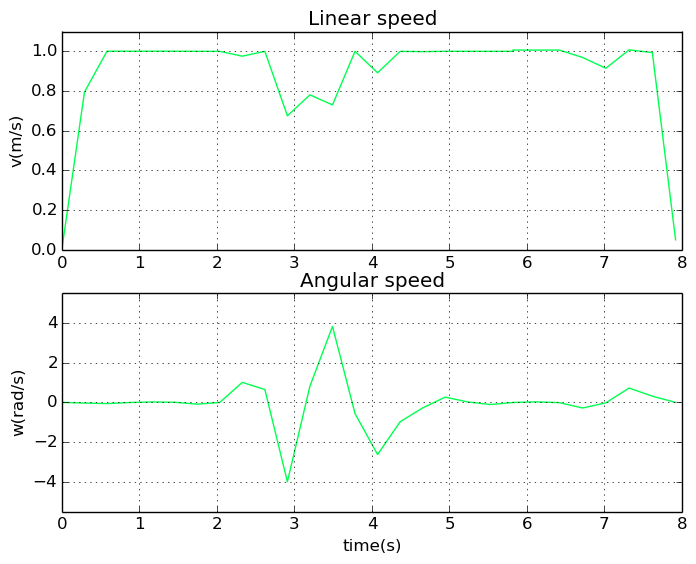 Linear speed
1.0
0.8
0.6
0.4
0.2
0.0
v(m/s)
0 1 2 3 4 5 6 7 8
Angular speed
4
2
0
−2
−4
w(rad/s)
0 1 2 3 4 5 6 7 8
time(s)